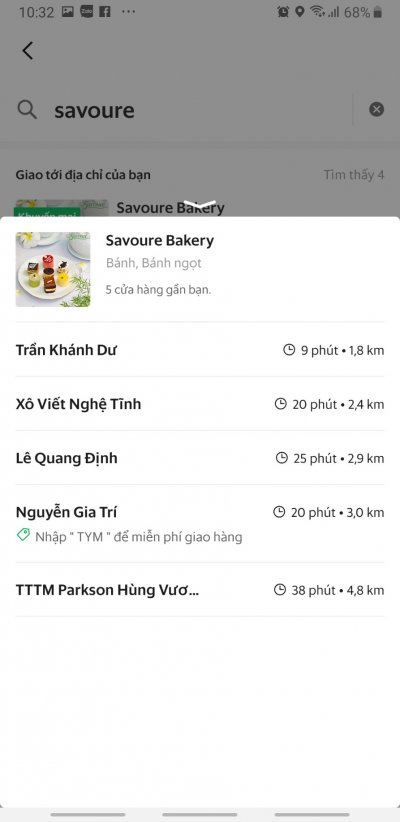 10:32
Zalo
68%
savoure
Giao tới địa chỉ của bạn
Tìm thấy 4
Khuyến mại
Savoure Bakery
Savoure Bakery
Bánh, Bánh ngọt
5 cửa hàng gần bạn.
Trần Khánh Dư 9 phút • 1,8 km
Xô Viết Nghệ Tĩnh 20 phút • 2,4 km
Lê Quang Định 25 phút • 2,9 km
Nguyễn Gia Trí 20 phút • 3,0 km
Nhập " TYM " để miễn phí giao hàng
TTTM Parkson Hùng Vươ... 38 phút • 4,8 km